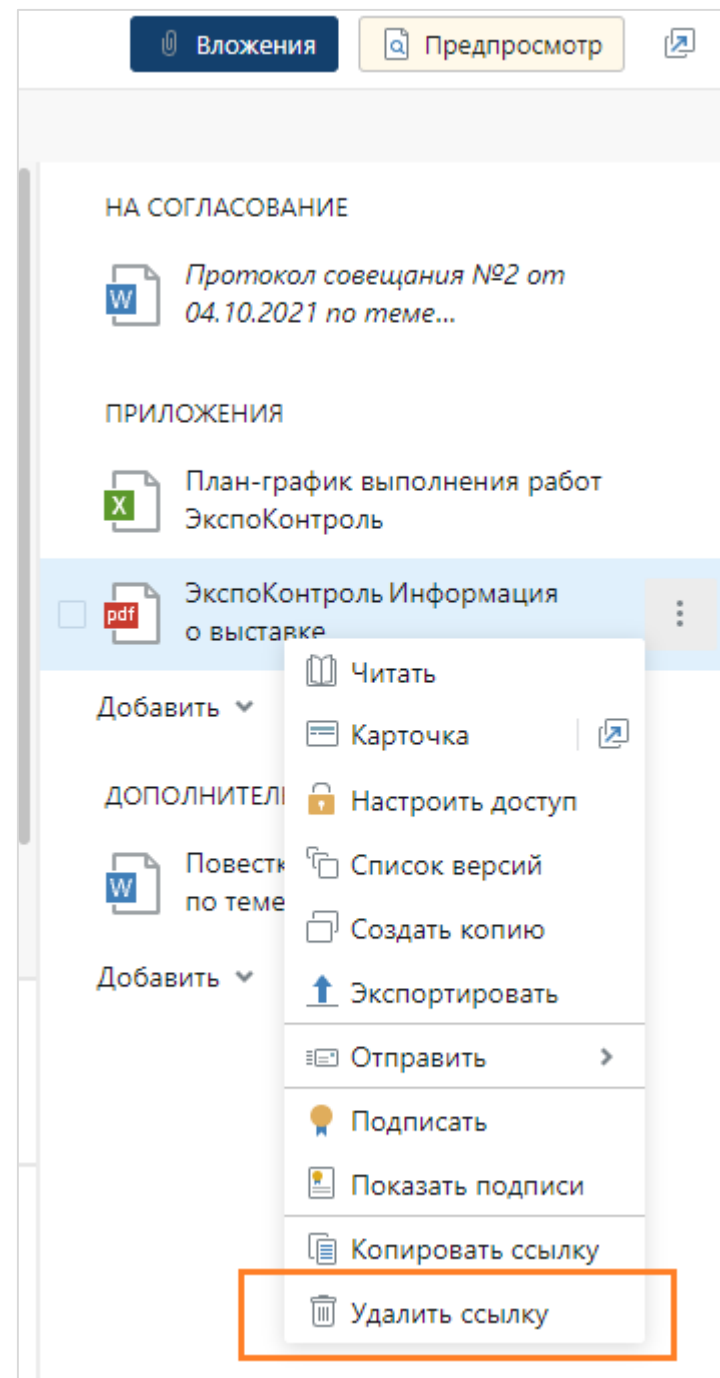 Вложения
Предпросмотр
НА СОГЛАСОВАНИЕ
W
Протокол совещания №2 от
04.10.2021 по теме...
ПРИЛОЖЕНИЯ
X
План-график выполнения работ
ЭкспоКонтроль
pdf
ЭкспоКонтроль Информация
о выставке
Читать
Добавить
Карточка
ДОПОЛНИТЕЛ
Настроить доступ
W
Повестк
по теме
Список версий
Создать копию
Добавить
Экспортировать
Отправить
Подписать
Показать подписи
Копировать ссылку
Удалить ссылку